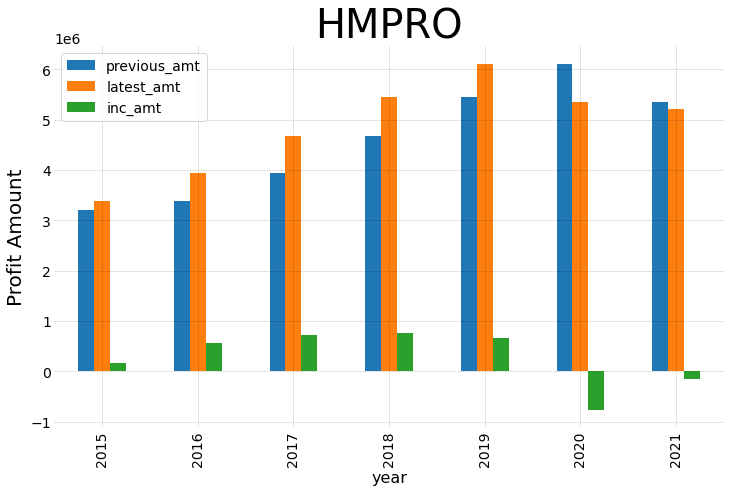 HMPRO
1e6
previous_amt
latest_amt
inc_amt
Profit Amount
6
5
4
3
2
1
0
−1
2015 2016 2017 2018 2019 2020 2021
year